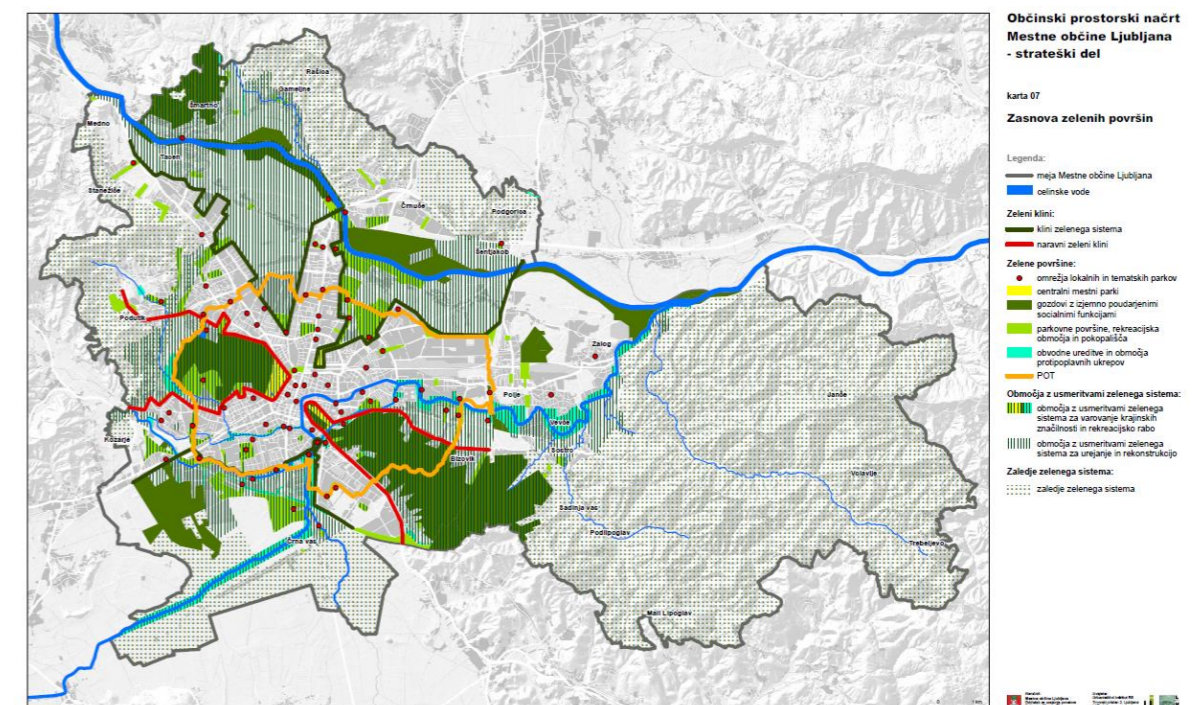 Občinski prostorski načrt
Mestne občine Ljubljana
- strateški del
karta 07
Zasnova zelenih površin
Legenda:
meja Mestne občine Ljubljana
celinske vode
Zeleni klini:
klini zelenega sistema
naravni zeleni klini
Zelene površine:
omrežja lokalnih in tematskih parkov
centralni mestni parki
gozdovi z izjemno poudarjenimi
socialnimi funkcijami
parkovne površine, rekreacijska
območja in pokopališča
obvodne ureditve in območja
protipoplavnih ukrepov
POT
Območja z usmeritvami zelenega sistema:
območja z usmeritvami zelenega
sistema za varovanje krajinskih
značilnosti in rekreacijsko rabo
območja z usmeritvami zelenega
sistema za urejanje in rekonstrukcijo
Zaledje zelenega sistema:
zaledje zelenega sistema
Rašica
Gameljne
Šmartno
Medno
Tacen
Stanežiče
Črnuče
Podgorica
Šentjakob
Podutik
Zalog
Polje
Janče
Kozarje
Vevče
Sostro
Bizovik
Volavlje
Sadinja vas
Podlipoglav
Črna vas
Trebeljevo
Mali Lipoglav